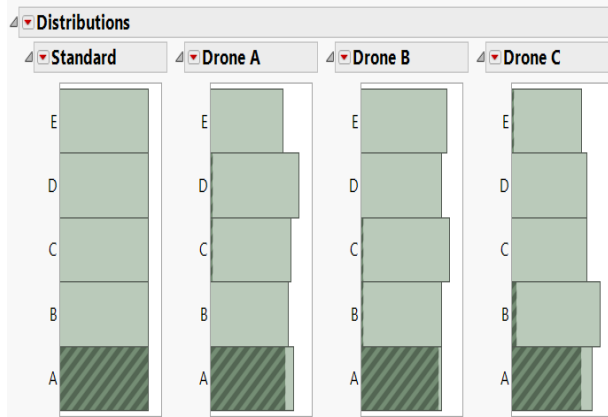 Distributions
Standard Drone A Drone B Drone C
E E E E
D D D D
C C C C
B B B B
A A A A